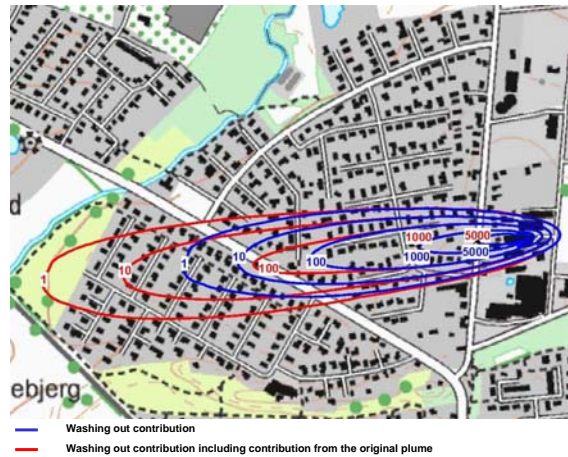 d
1000
5000
1
10
1
10
100
100
1000
5000
ebjerg
Washing out contribution
Washing out contribution including contribution from the original plume